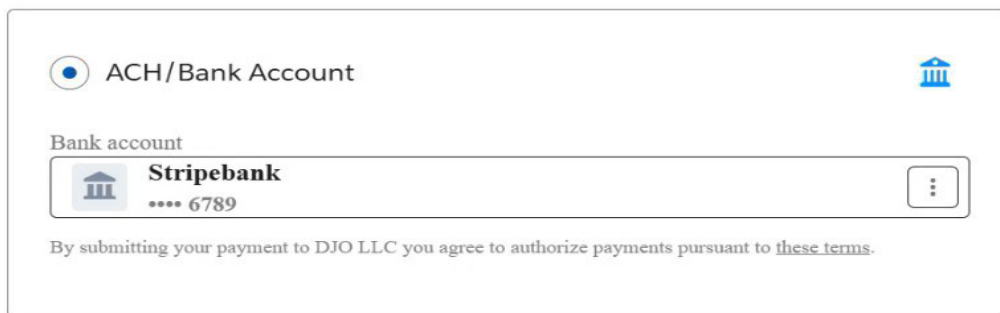 ACH/Bank Account
Bank account
Stripebank
•••• 6789
By submitting your payment to DJO LLC you agree to authorize payments pursuant to these terms.